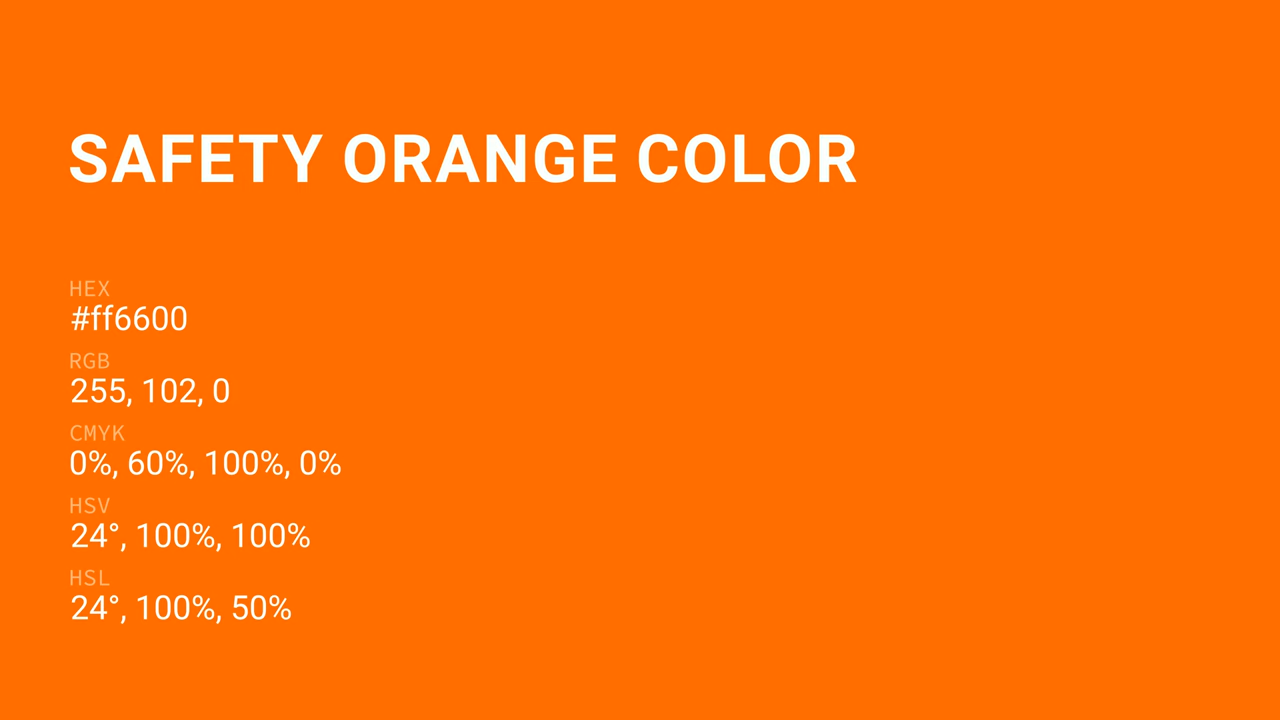 SAFETY ORANGE COLOR
HEX
#ff6600
RGB
255, 102, 0
CMYK
0%, 60%, 100%, 0%
HSV
24°, 100%, 100%
HSL
24°, 100%, 50%